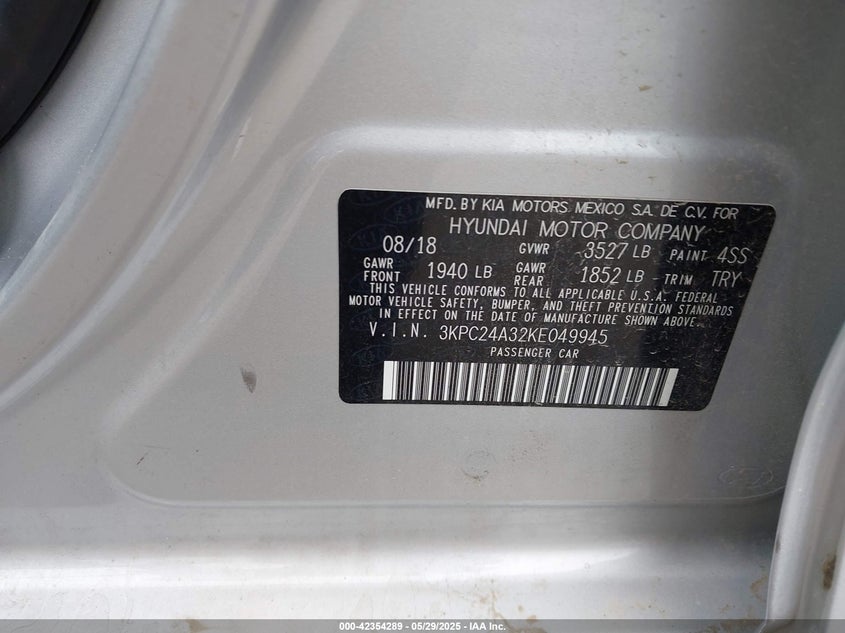 MFD. BY KIA MOTORS MEXICO S.A. DE C.V. FOR
HYUNDAI MOTOR COMPANY
08/18 GVWR 3527 LB PAINT 4SS
GAWR FRONT 1940 LB GAWR REAR 1852 LB TRIM TRY
THIS VEHICLE CONFORMS TO ALL APPLICABLE U.S.A. FEDERAL
MOTOR VEHICLE SAFETY, BUMPER, AND THEFT PREVENTION STANDARDS
IN EFFECT ON THE DATE OF MANUFACTURE SHOWN ABOVE.
V.I.N. 3KPC24A32KE049945
PASSENGER CAR
000-42354289 - 05/29/2025 - IAA Inc.